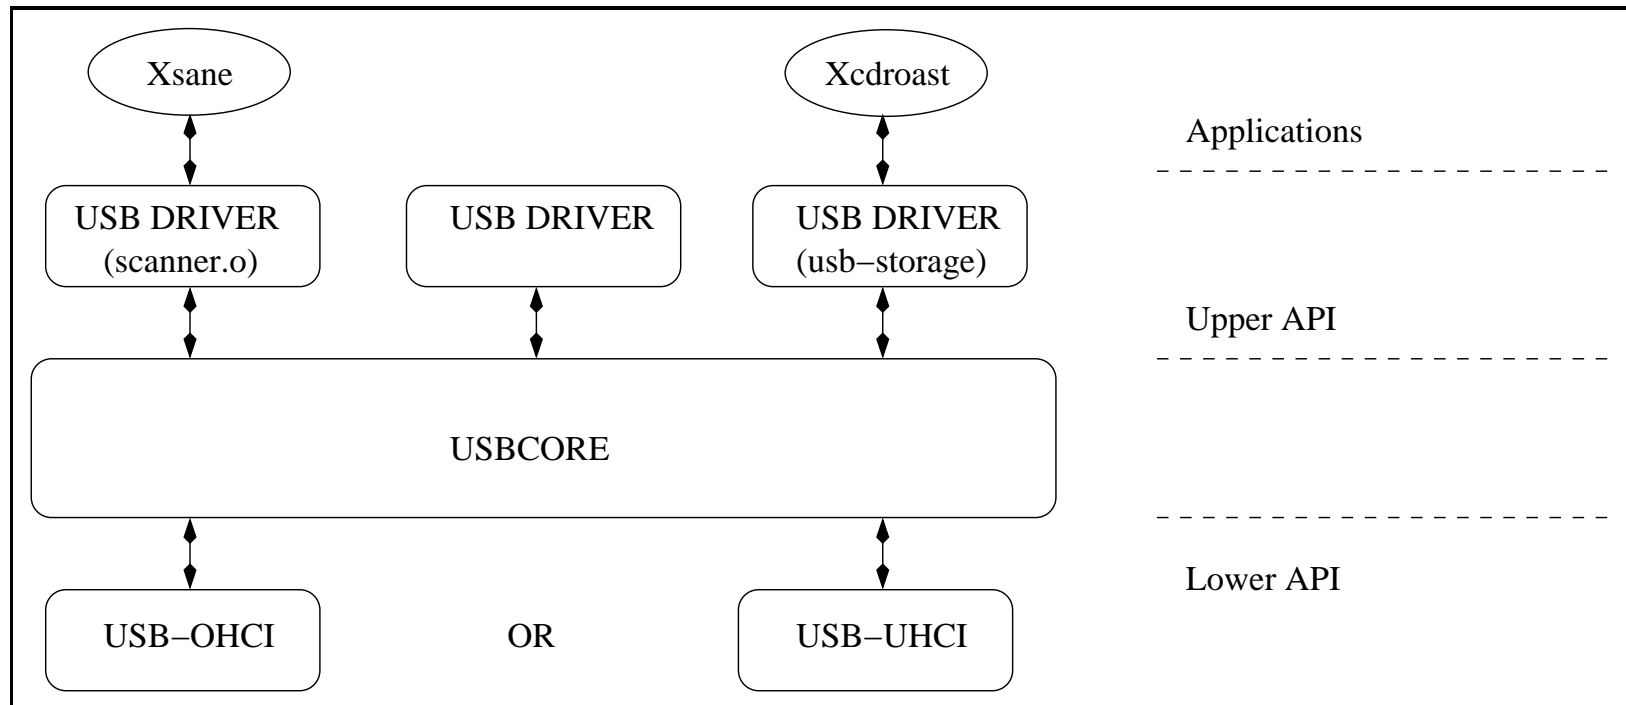 Xsane
Xcdroast
Applications
USB DRIVER
(scanner.o)
USB DRIVER
USB DRIVER
(usb−storage)
Upper API
USBCORE
Lower API
USB−OHCI
OR
USB−UHCI